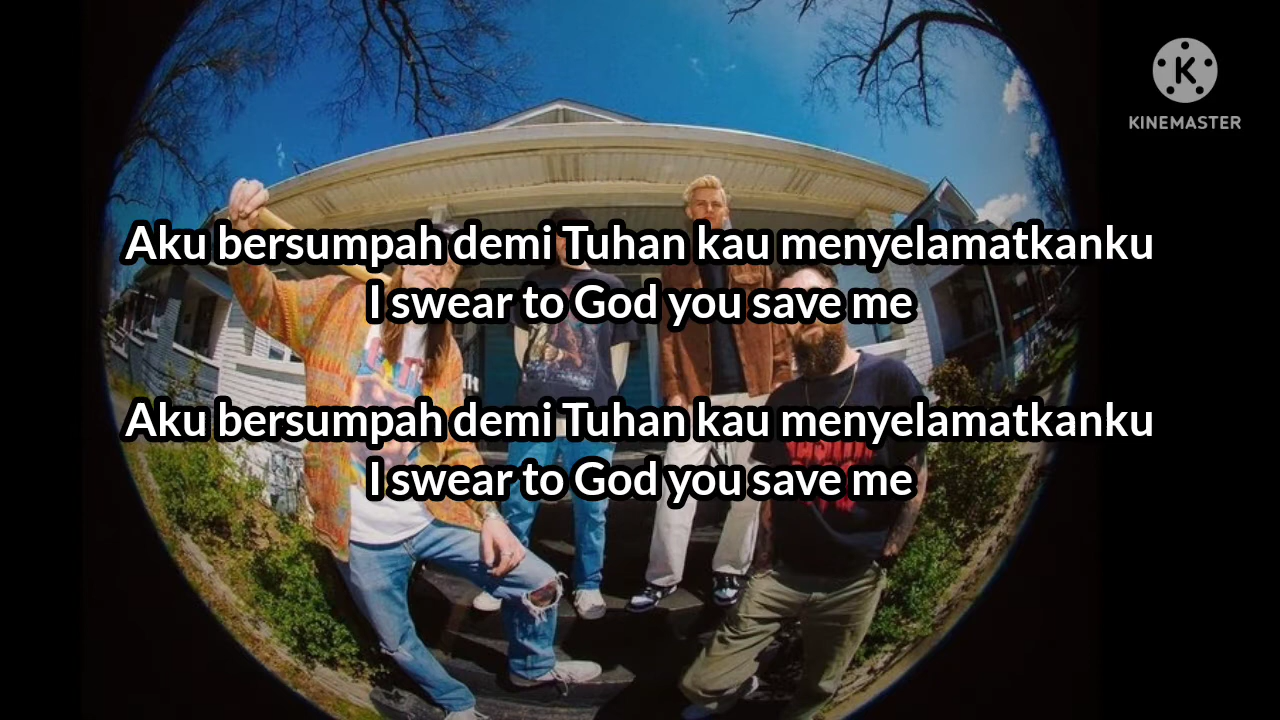 KINEMASTER
Aku bersumpah demi Tuhan kau menyelamatkanku
I swear to God you save me
Aku bersumpah demi Tuhan kau menyelamatkanku
I swear to God you save me